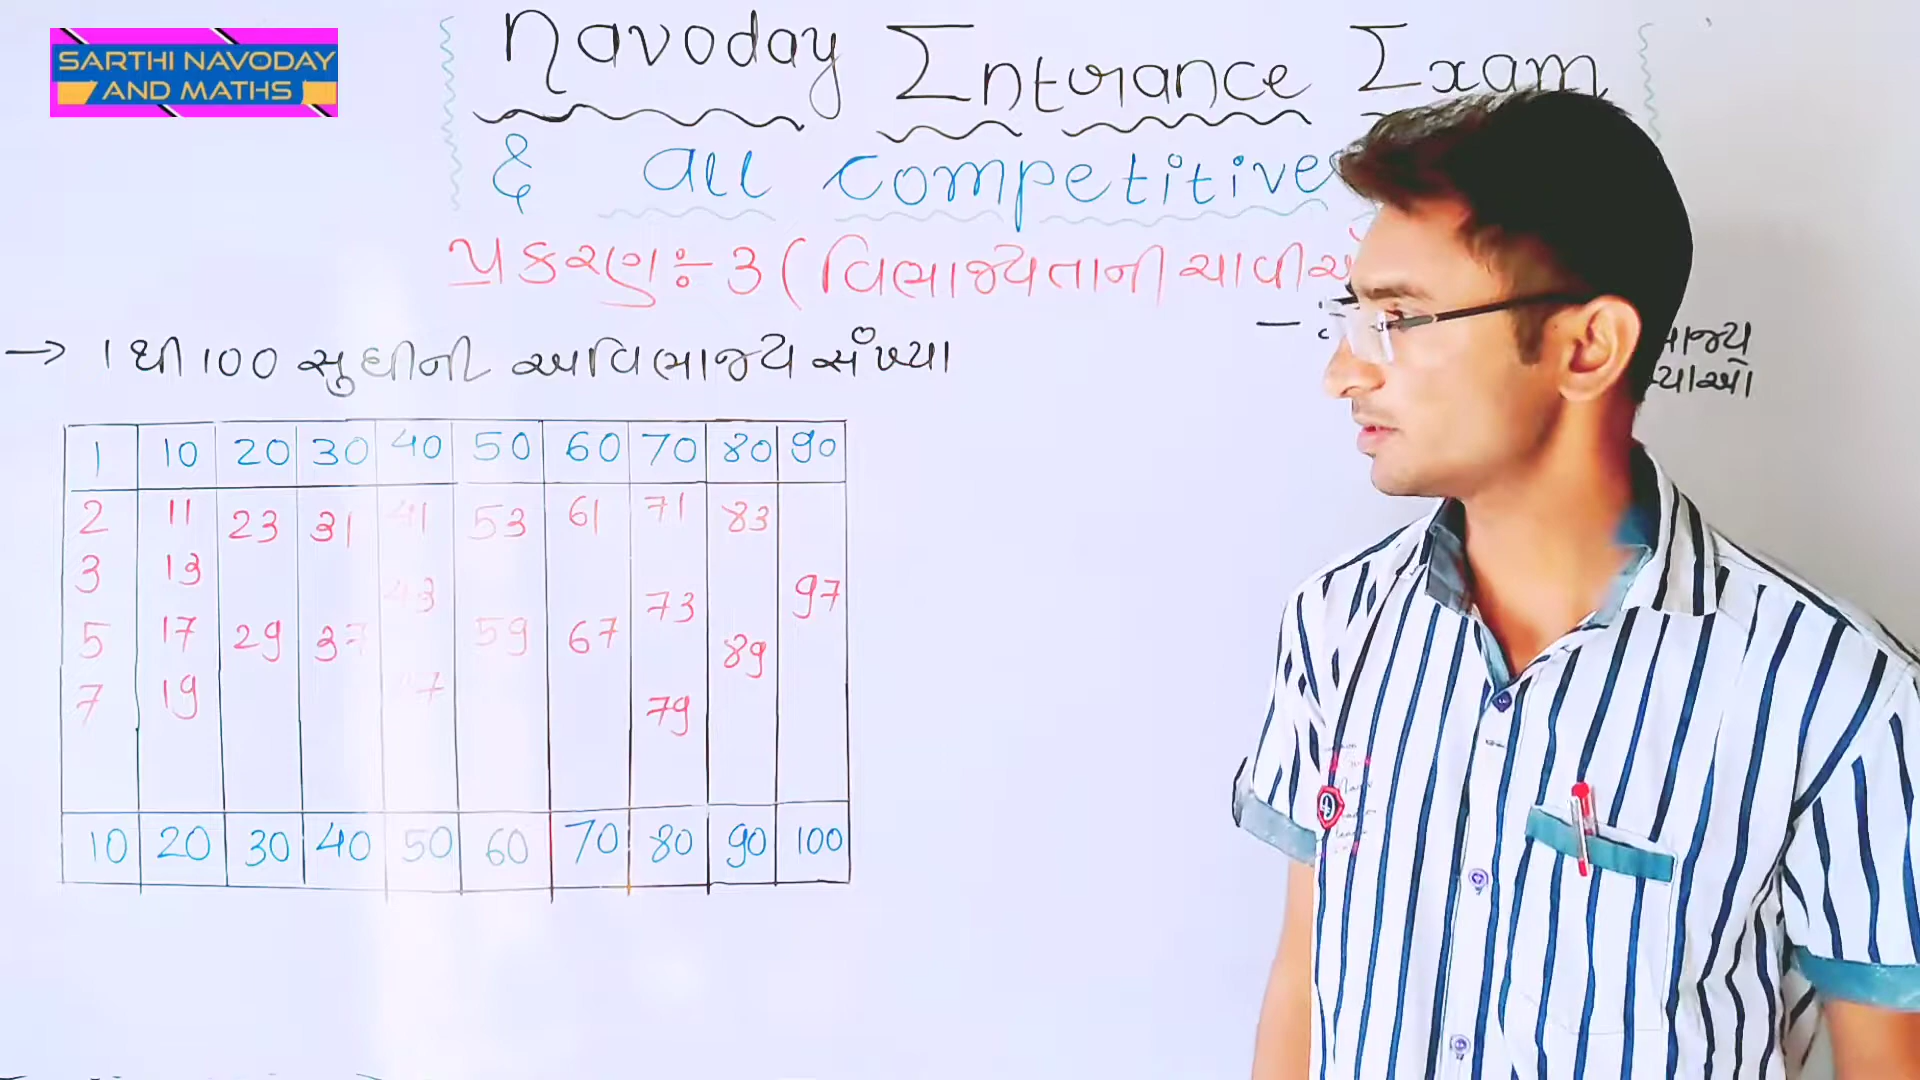 SARTHI NAVODAY
AND MATHS
Navoday Entrance Exam
& all competitive
પ્રકરણ ÷ 3 (વિભાજ્યતાની ચાવીઓ
→ 1 થી 100 સુધીની અવિભાજ્ય સંખ્યા
1 10 20 30 40 50 60 70 80 90
2 11 23 31 41 53 61 71 83
3 13 43 73 97
5 17 29 37 59 67 89
7 19 47 79
10 20 30 40 50 60 70 80 90 100